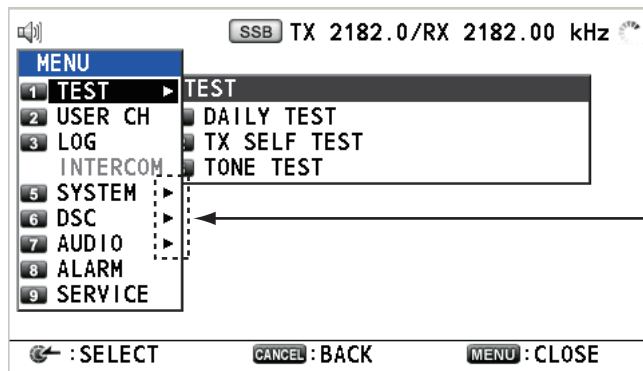 SSB TX 2182.0/RX 2182.00 kHz
MENU
1 TEST
2 USER CH
3 LOG
INTERCOM
5 SYSTEM
6 DSC
7 AUDIO
8 ALARM
9 SERVICE
TEST
DAILY TEST
TX SELF TEST
TONE TEST
:SELECT
CANCEL:BACK
MENU:CLOSE